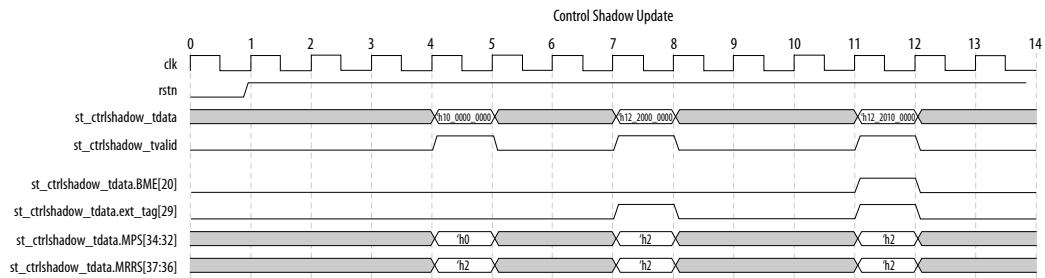 Control Shadow Update
0 1 2 3 4 5 6 7 8 9 10 11 12 13 14
clk
rstn
st_ctrlshadow_tdata 'h10_0000_0000 'h12_2000_0000 'h12_2010_0000
st_ctrlshadow_tvalid
st_ctrlshadow_tdata.BME[20]
st_ctrlshadow_tdata.ext_tag[29]
st_ctrlshadow_tdata.MPS[34:32] 'h0 'h2 'h2
st_ctrlshadow_tdata.MRRS[37:36] 'h2 'h2 'h2